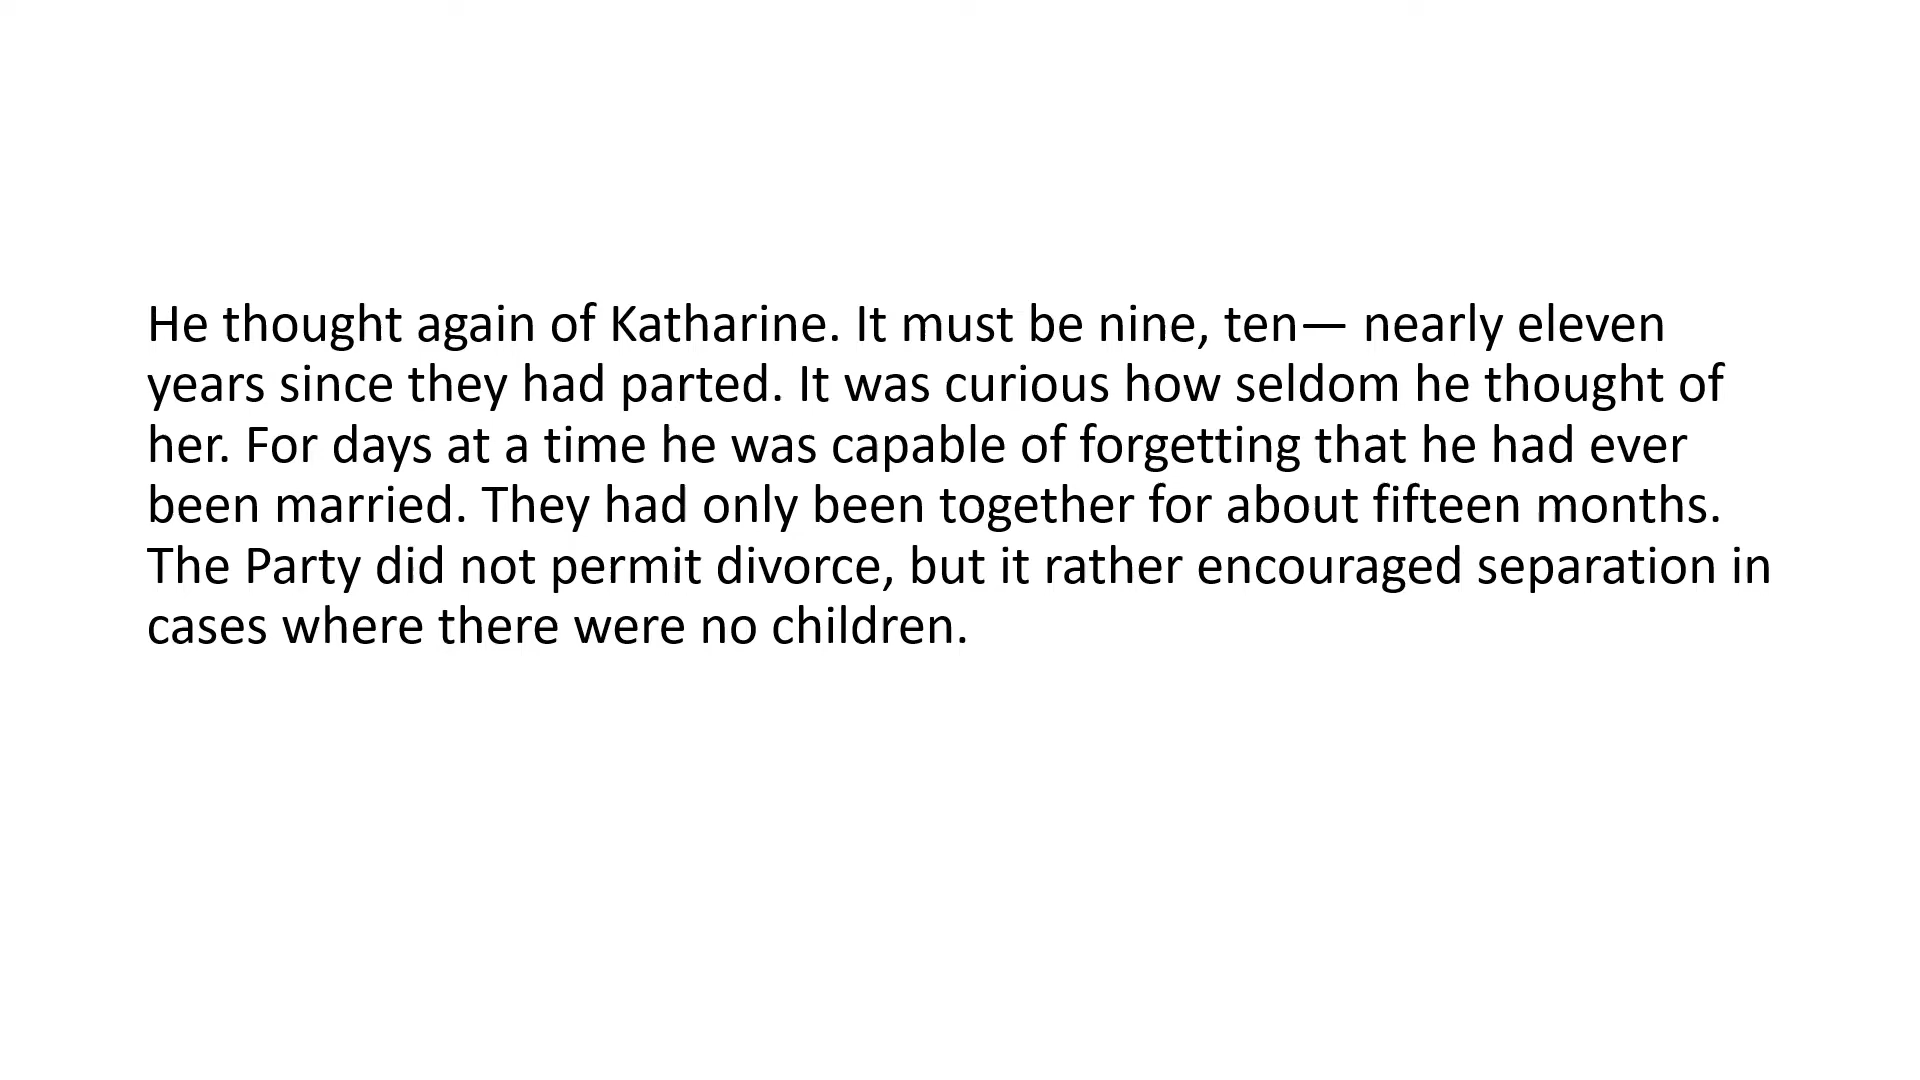 He thought again of Katharine. It must be nine, ten— nearly eleven
years since they had parted. It was curious how seldom he thought of
her. For days at a time he was capable of forgetting that he had ever
been married. They had only been together for about fifteen months.
The Party did not permit divorce, but it rather encouraged separation in
cases where there were no children.